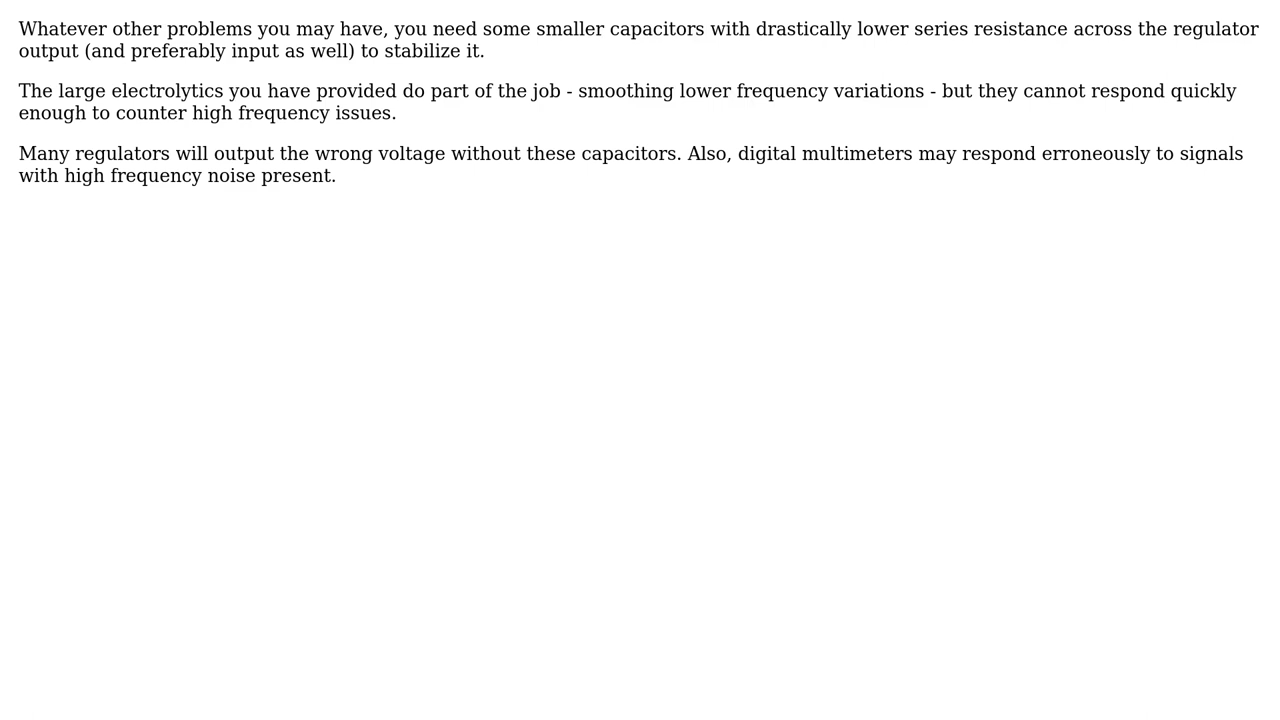 Whatever other problems you may have, you need some smaller capacitors with drastically lower series resistance across the regulator
output (and preferably input as well) to stabilize it.
The large electrolytics you have provided do part of the job - smoothing lower frequency variations - but they cannot respond quickly
enough to counter high frequency issues.
Many regulators will output the wrong voltage without these capacitors. Also, digital multimeters may respond erroneously to signals
with high frequency noise present.